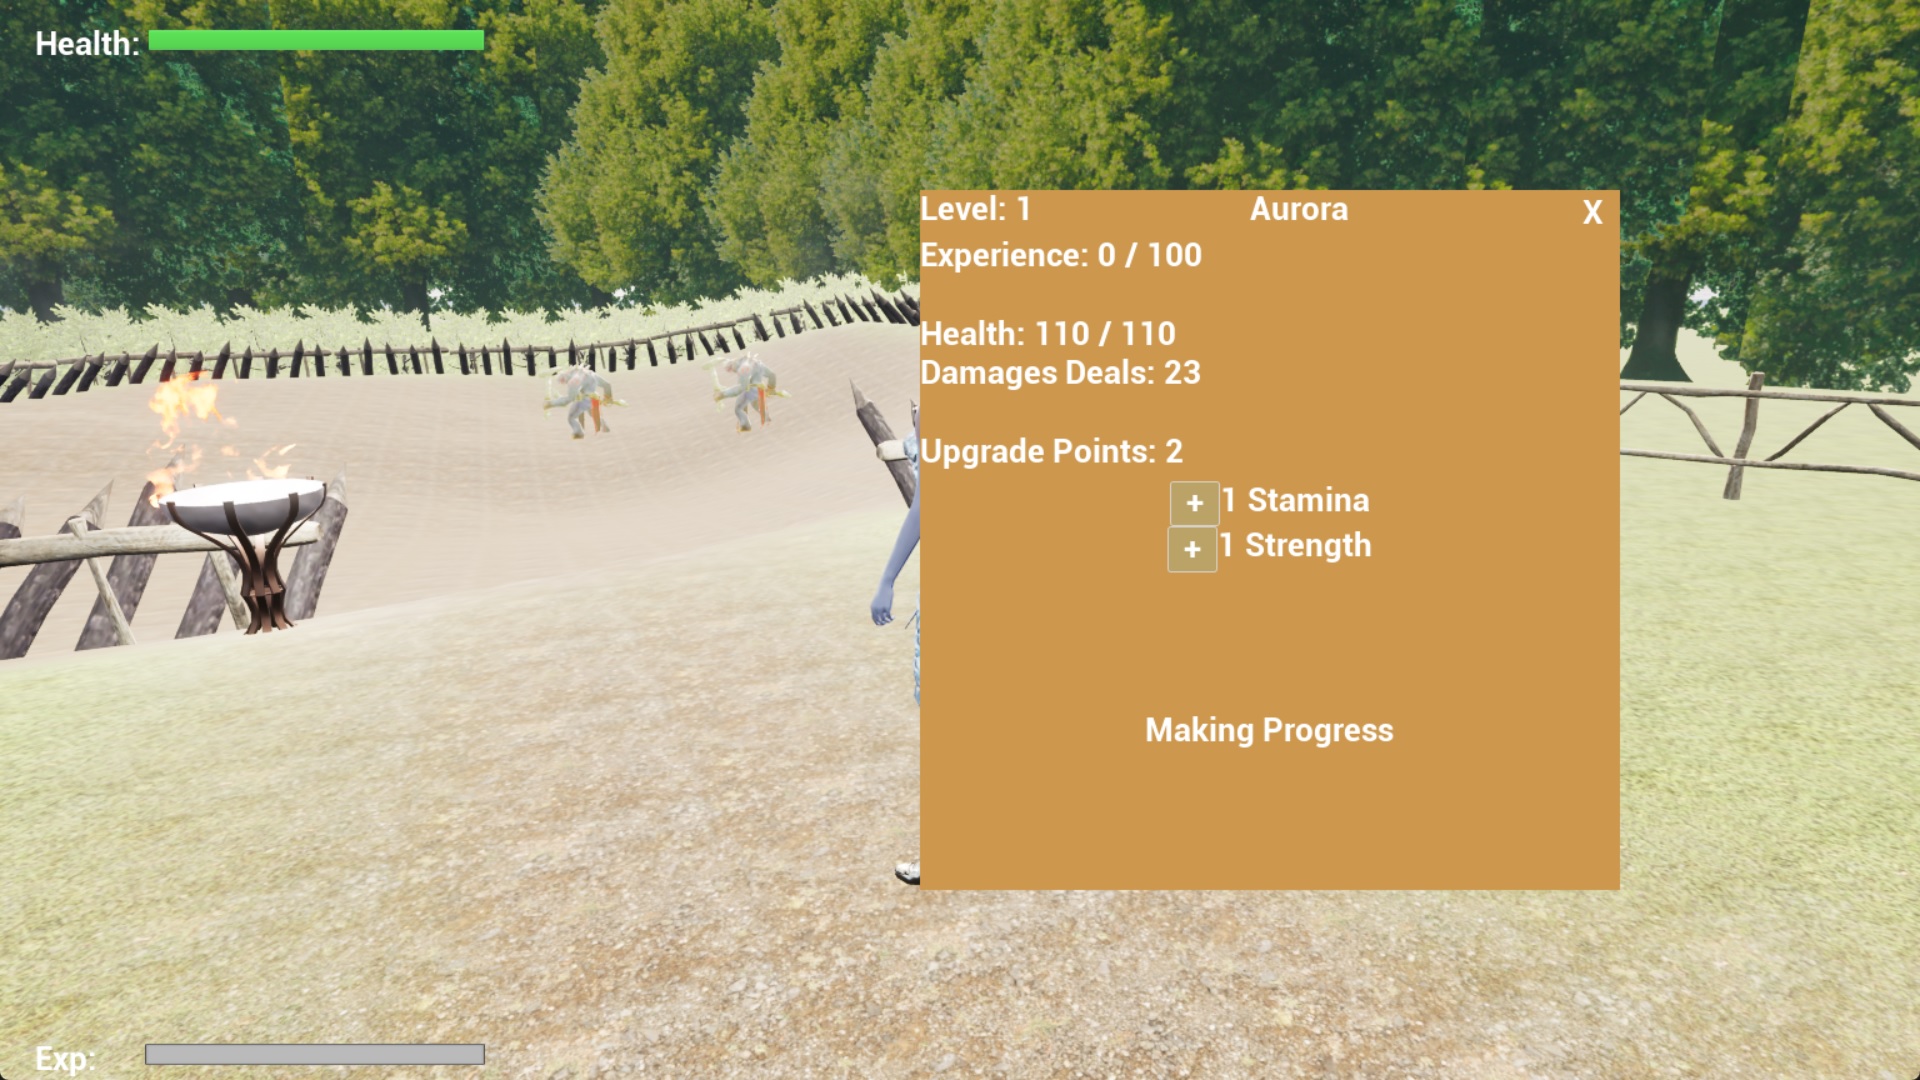 Health:
Level: 1
Aurora
X
Experience: 0 / 100
Health: 110 / 110
Damages Deals: 23
Upgrade Points: 2
+ 1 Stamina
+ 1 Strength
Making Progress
Exp: